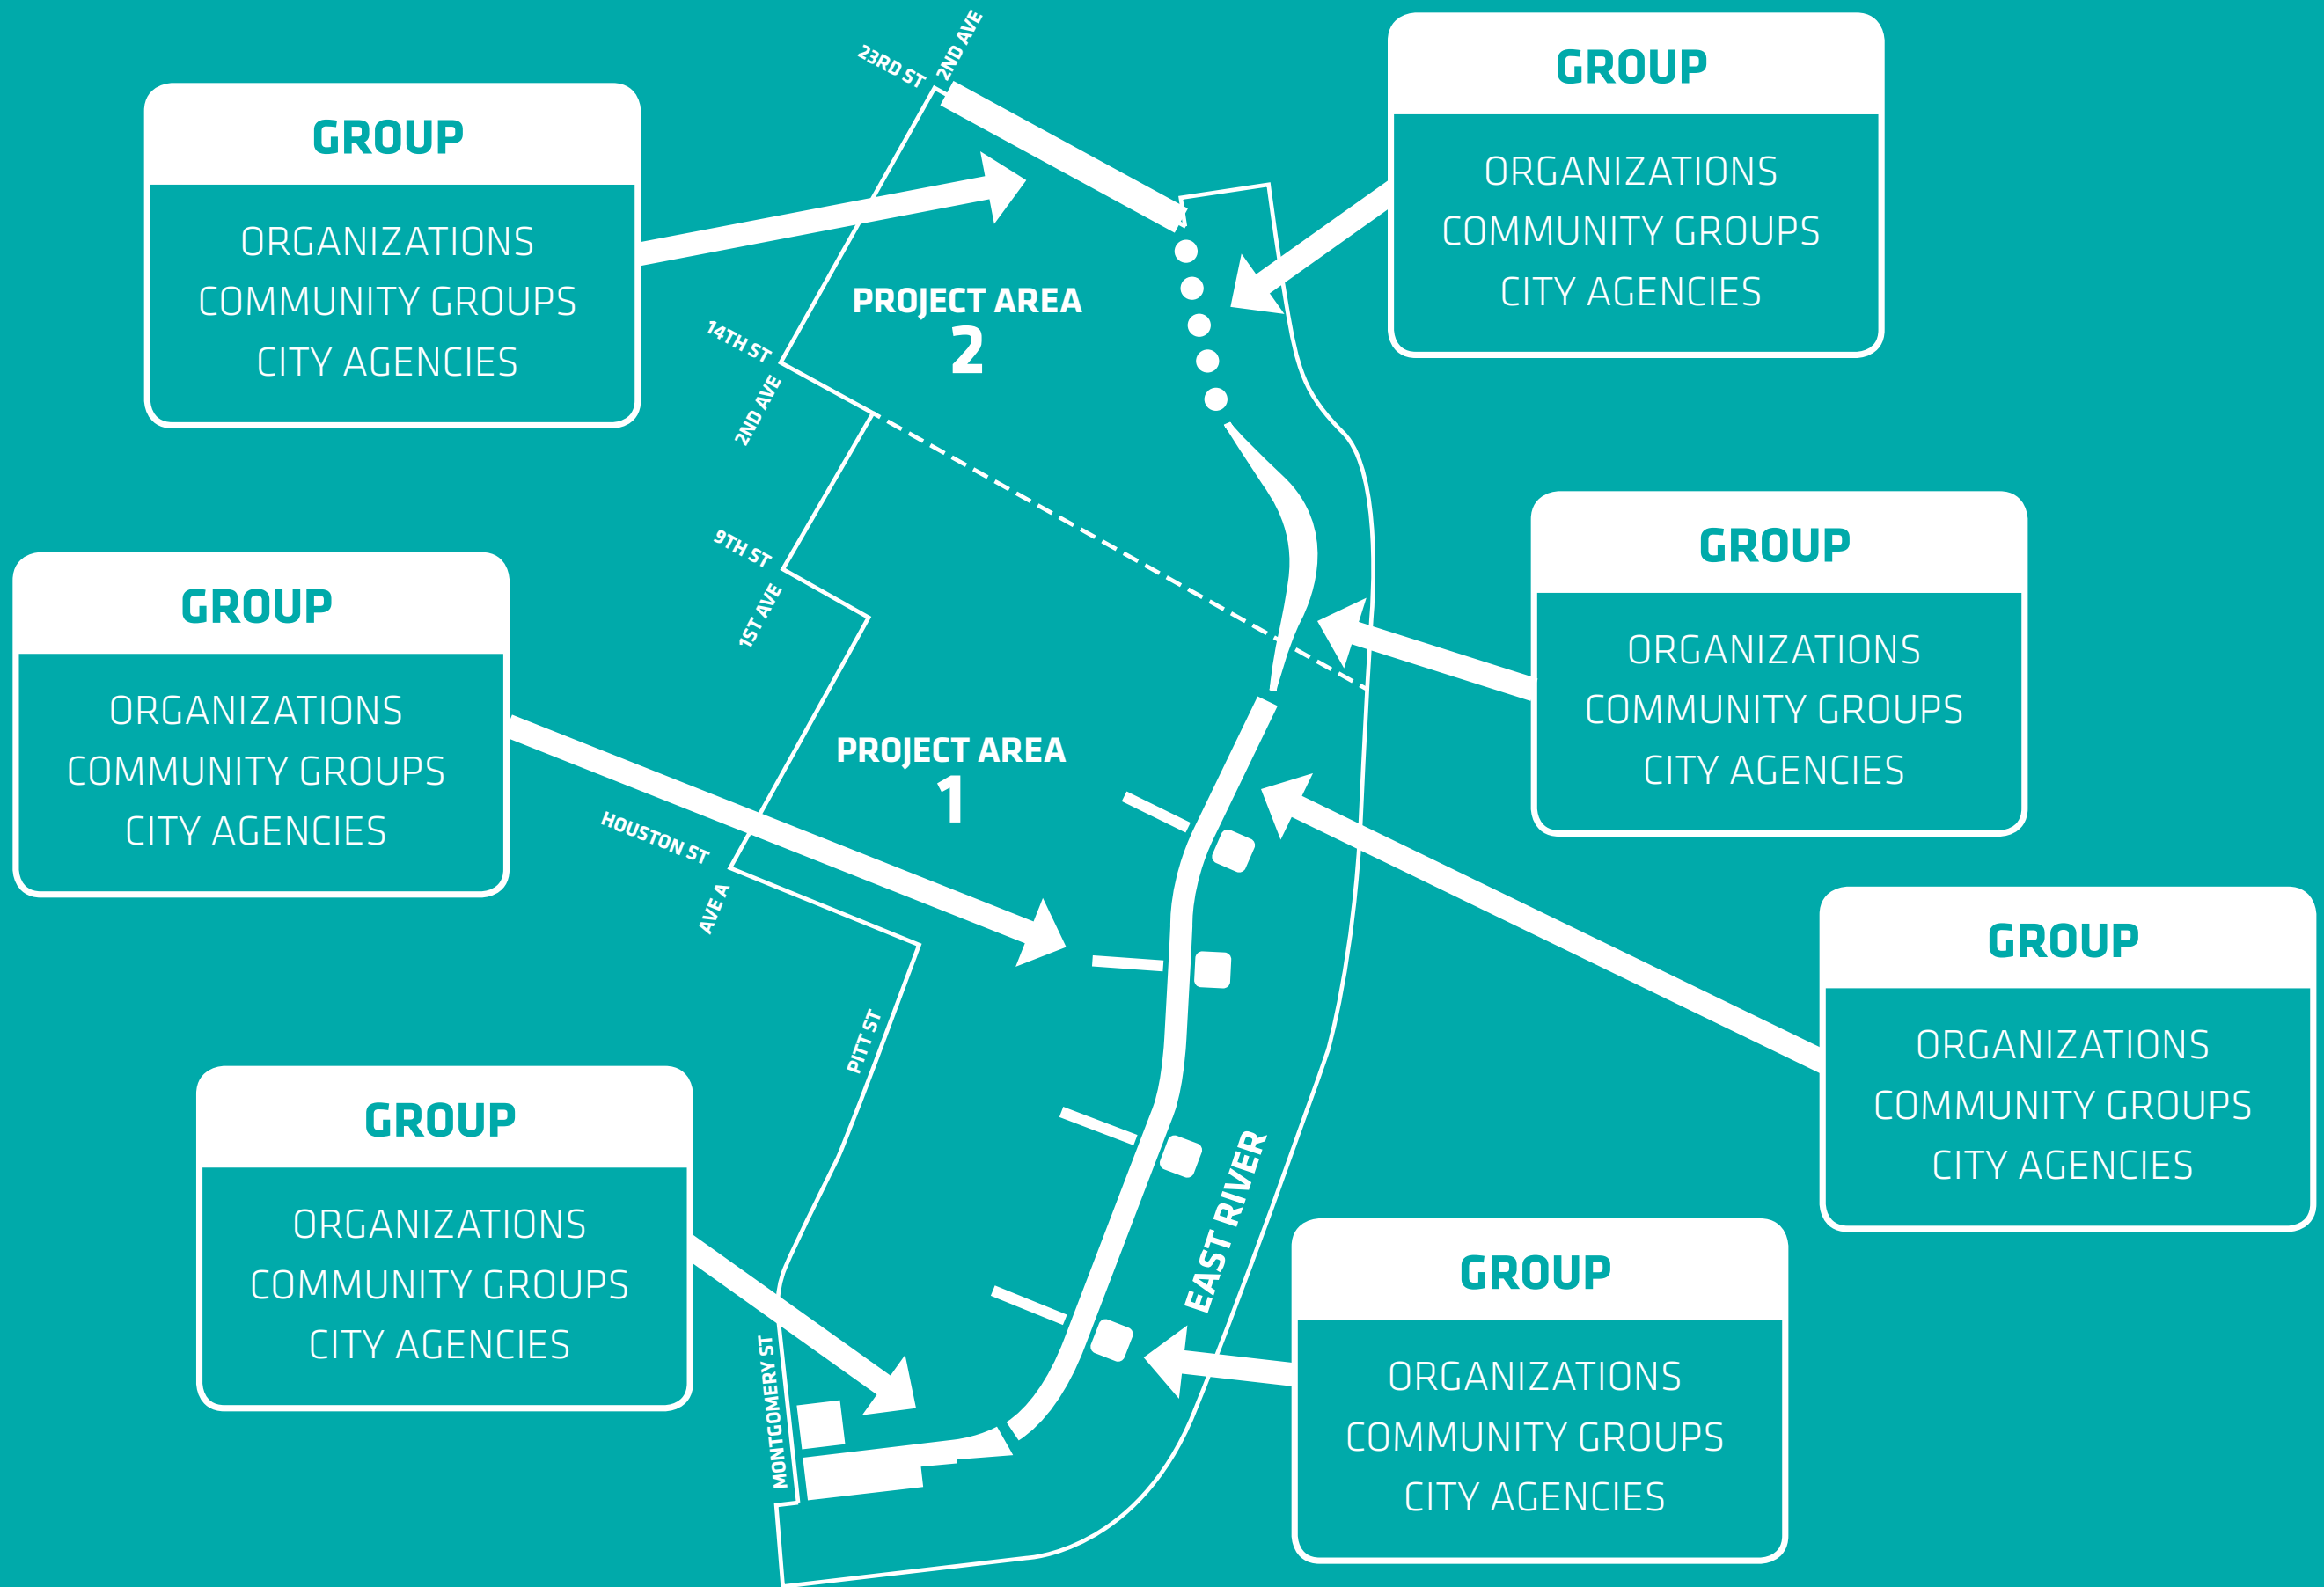 23RD ST
2ND AVE
GROUP
ORGANIZATIONS
COMMUNITY GROUPS
CITY AGENCIES
GROUP
ORGANIZATIONS
COMMUNITY GROUPS
CITY AGENCIES
PROJECT AREA
2
14TH ST
2ND AVE
GROUP
ORGANIZATIONS
COMMUNITY GROUPS
CITY AGENCIES
9TH ST
1ST AVE
GROUP
ORGANIZATIONS
COMMUNITY GROUPS
CITY AGENCIES
PROJECT AREA
1
HOUSTON ST
AVE A
GROUP
ORGANIZATIONS
COMMUNITY GROUPS
CITY AGENCIES
PITT ST
GROUP
ORGANIZATIONS
COMMUNITY GROUPS
CITY AGENCIES
EAST RIVER
MONTGOMERY ST
GROUP
ORGANIZATIONS
COMMUNITY GROUPS
CITY AGENCIES